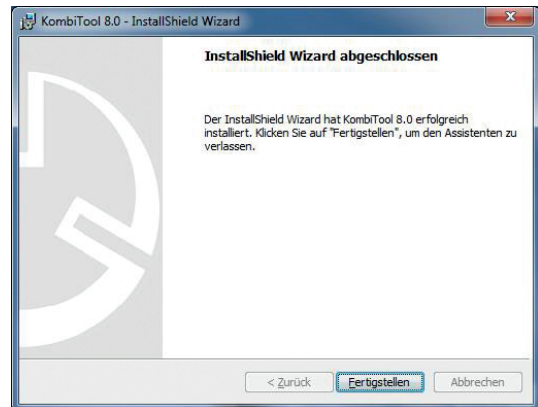 KombiTool 8.0 - InstallShield Wizard
InstallShield Wizard abgeschlossen
Der InstallShield Wizard hat KombiTool 8.0 erfolgreich
installiert. Klicken Sie auf "Fertigstellen", um den Assistenten zu
verlassen.
< Zurück Fertigstellen Abbrechen